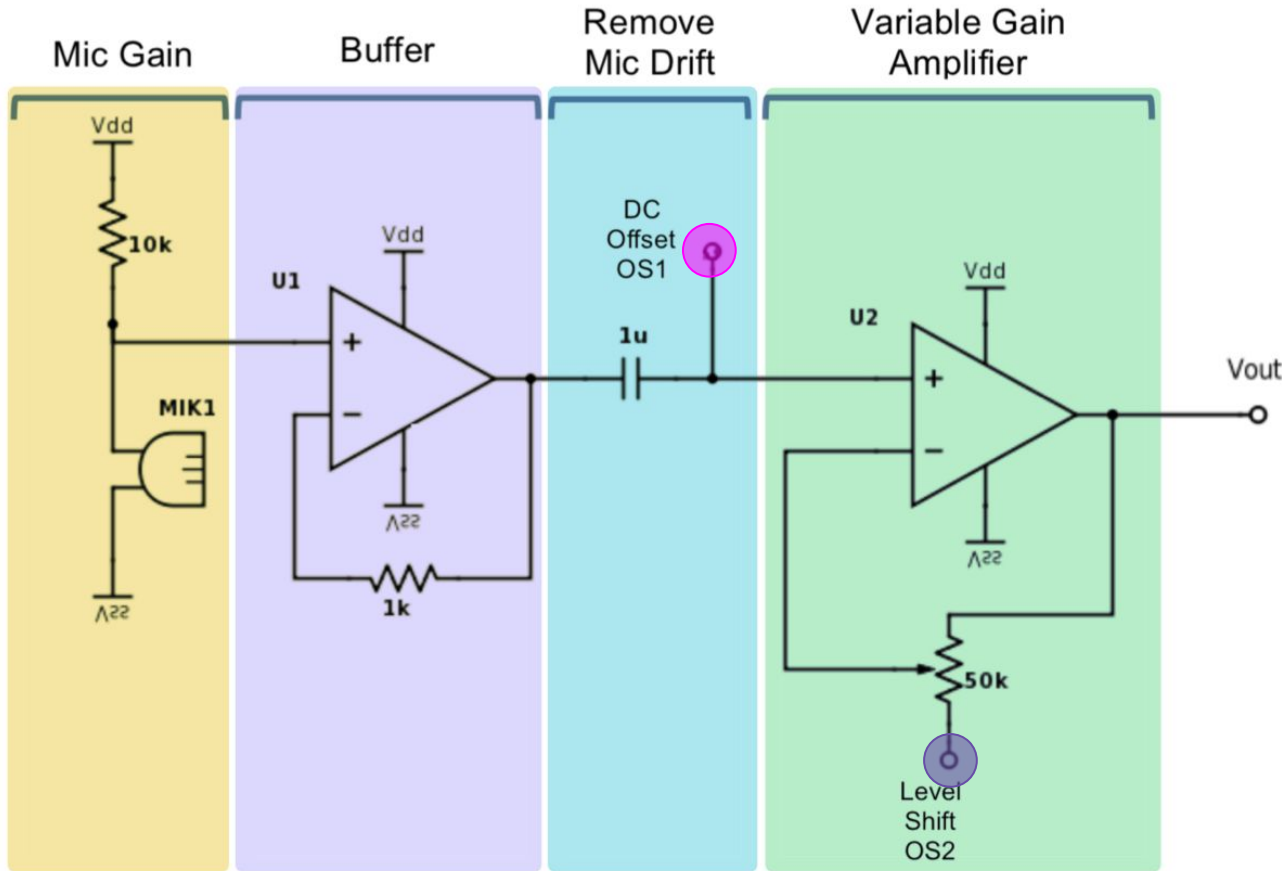 Mic Gain
Buffer
Remove
Mic Drift
Variable Gain
Amplifier
Vdd
10k
MIK1
Vss
U1
Vdd
+
−
Vss
1k
DC
Offset
OS1
1u
U2
Vdd
+
−
Vss
50k
Level
Shift
OS2
Vout